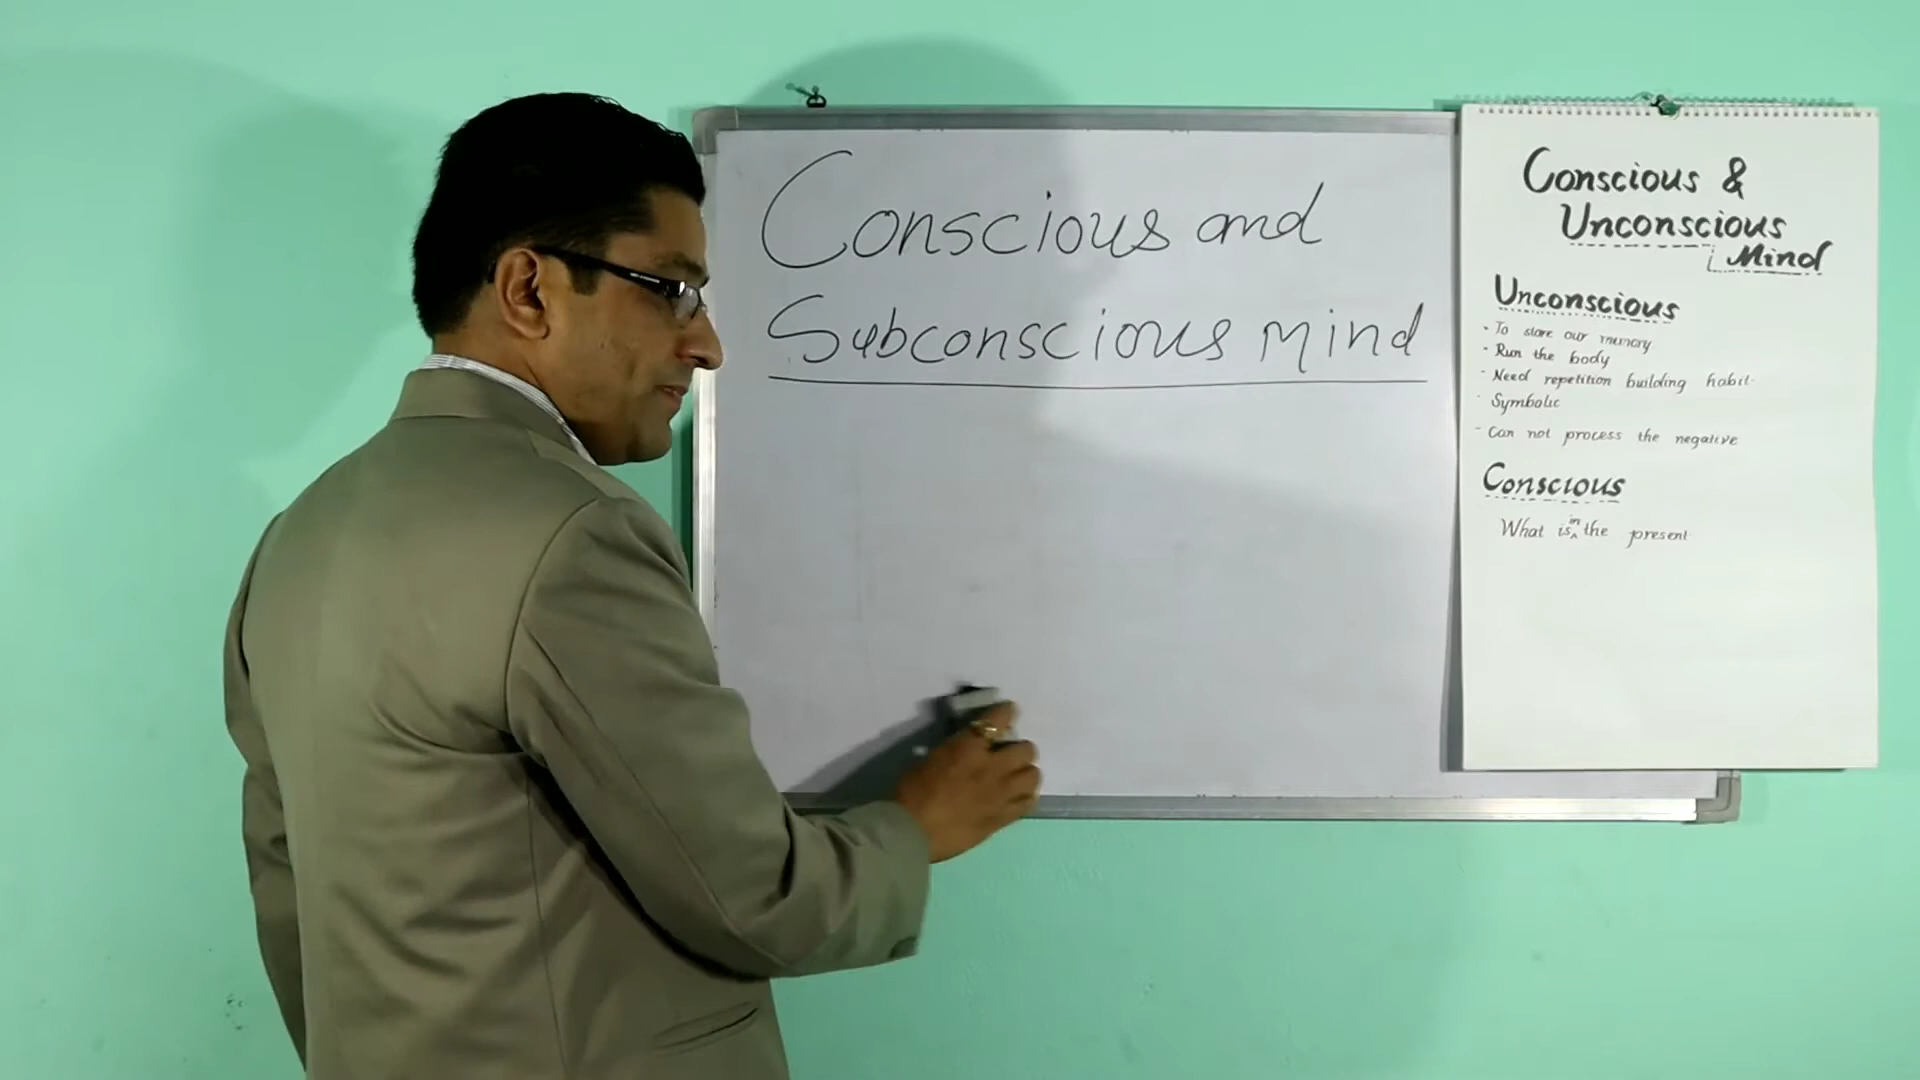 Conscious and
Subconscious Mind
Conscious &
Unconscious
Mind
Unconscious
- To store our memory
- Run the body
- Need repetition building habit
- Symbolic
- Can not process the negative
Conscious
What is in the present